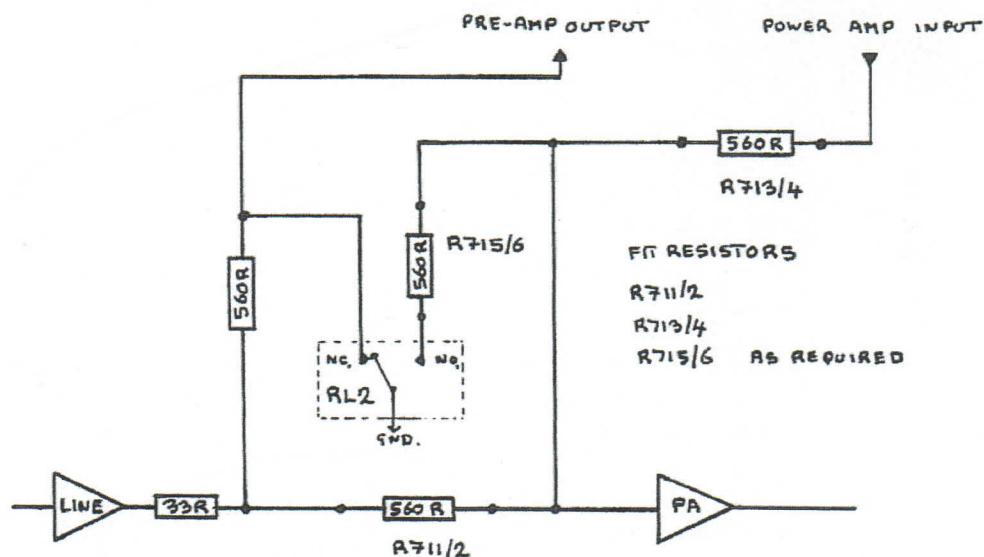 PRE-AMP OUTPUT
POWER AMP INPUT
560R
R713/4
560R
560R
R715/6
FIT RESISTORS
R711/2
R713/4
R715/6 AS REQUIRED
NC.
NO.
RL2
GND.
LINE
33R
560R
R711/2
PA